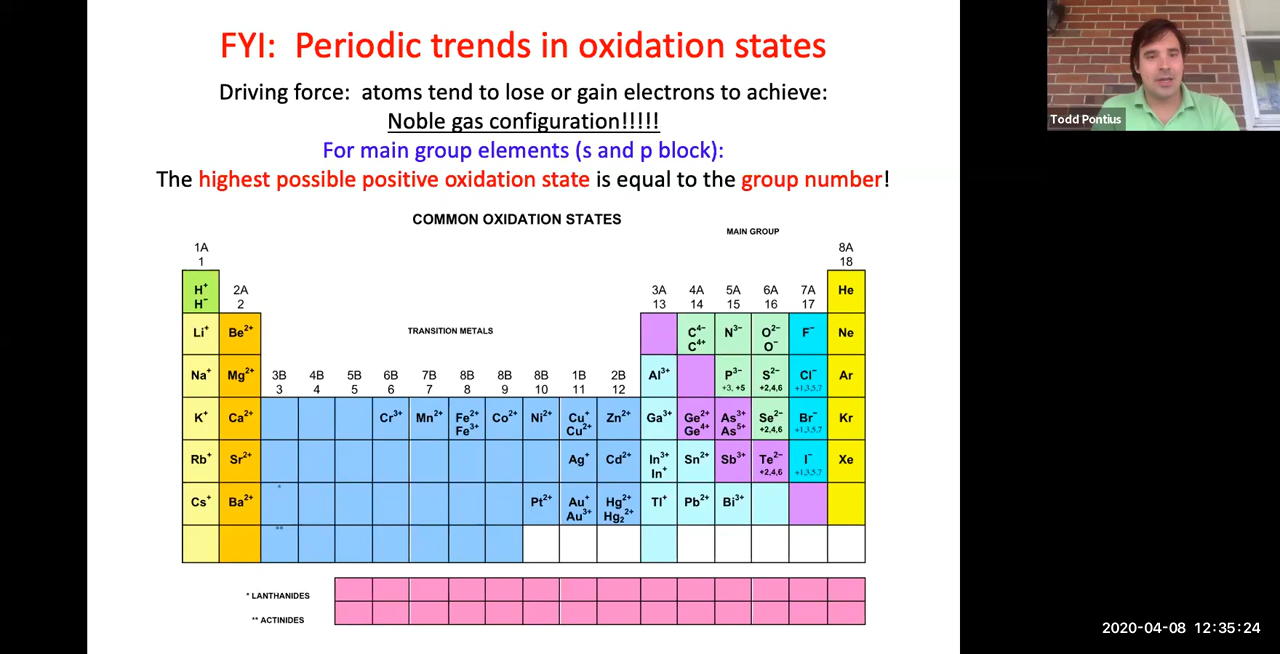 FYI: Periodic trends in oxidation states
Driving force: atoms tend to lose or gain electrons to achieve:
Noble gas configuration!!!!!
For main group elements (s and p block):
The highest possible positive oxidation state is equal to the group number!
Todd Pontius
COMMON OXIDATION STATES
MAIN GROUP
1A 8A
1 18
H⁺ 2A 3A 4A 5A 6A 7A He
H⁻ 2 13 14 15 16 17
Li⁺ Be²⁺ TRANSITION METALS C⁴⁻ N³⁻ O²⁻ F⁻ Ne
C⁴⁺ O⁻
Na⁺ Mg²⁺ 3B 4B 5B 6B 7B 8B 8B 8B 1B 2B Al³⁺ P³⁻ S²⁻ Cl⁻ Ar
3 4 5 6 7 8 9 10 11 12 +3, +5 +2,4,6 +1,3,5,7
K⁺ Ca²⁺ Cr³⁺ Mn²⁺ Fe²⁺ Co²⁺ Ni²⁺ Cu⁺ Zn²⁺ Ga³⁺ Ge²⁺ As³⁺ Se²⁻ Br⁻ Kr
Fe³⁺ Cu²⁺ Ge⁴⁺ As⁵⁺ +2,4,6 +1,3,5,7
Rb⁺ Sr²⁺ Ag⁺ Cd²⁺ In³⁺ Sn²⁺ Sb³⁺ Te²⁻ I⁻ Xe
In⁺ +2,4,6 +1,3,5,7
*
Cs⁺ Ba²⁺ Pt²⁺ Au⁺ Hg²⁺ Tl⁺ Pb²⁺ Bi³⁺
Au³⁺ Hg₂²⁺
**
* LANTHANIDES
** ACTINIDES
2020-04-08 12:35:24